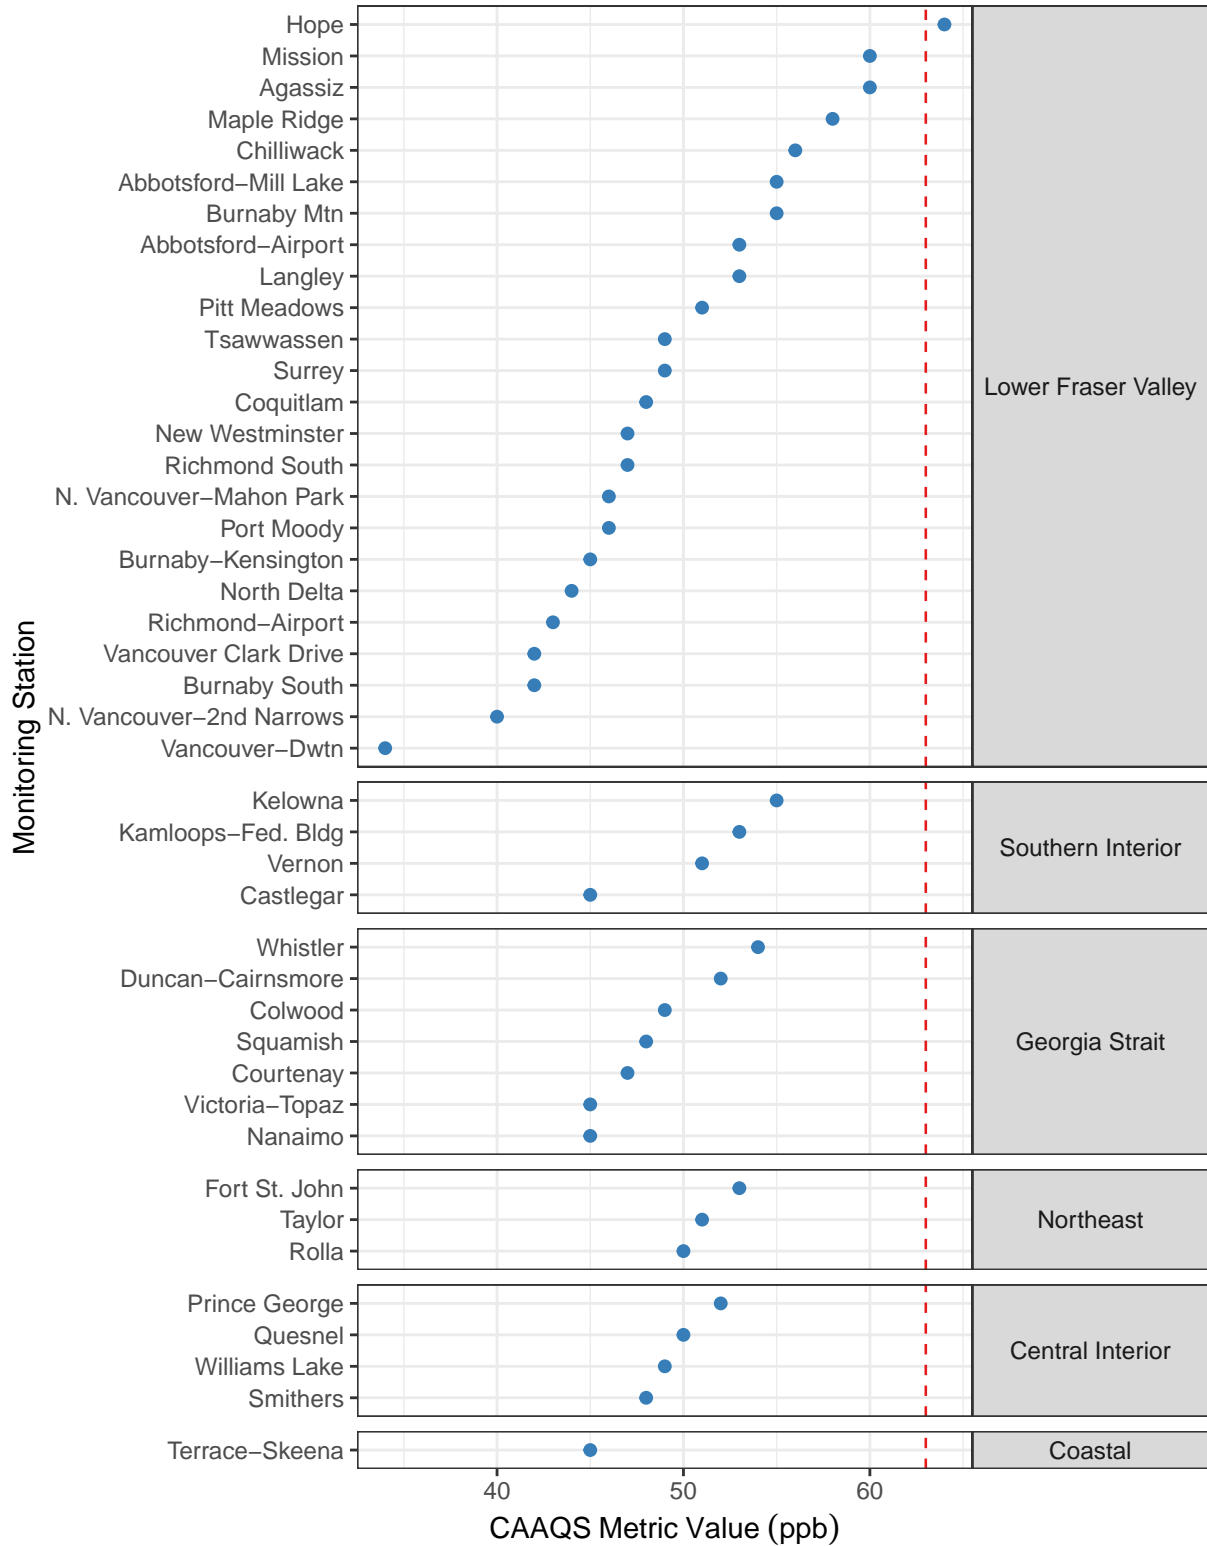 Monitoring Station
Hope
Mission
Agassiz
Maple Ridge
Chilliwack
Abbotsford−Mill Lake
Burnaby Mtn
Abbotsford−Airport
Langley
Pitt Meadows
Tsawwassen
Surrey
Coquitlam
New Westminster
Richmond South
N. Vancouver−Mahon Park
Port Moody
Burnaby−Kensington
North Delta
Richmond−Airport
Vancouver Clark Drive
Burnaby South
N. Vancouver−2nd Narrows
Vancouver−Dwtn
Lower Fraser Valley
Kelowna
Kamloops−Fed. Bldg
Vernon
Castlegar
Southern Interior
Whistler
Duncan−Cairnsmore
Colwood
Squamish
Courtenay
Victoria−Topaz
Nanaimo
Georgia Strait
Fort St. John
Taylor
Rolla
Northeast
Prince George
Quesnel
Williams Lake
Smithers
Central Interior
Terrace−Skeena
Coastal
40 50 60
CAAQS Metric Value (ppb)